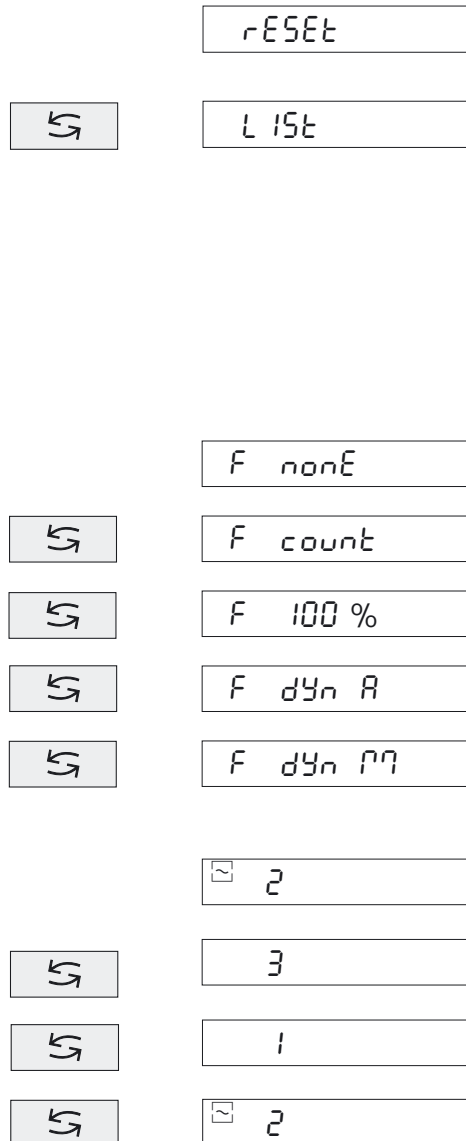 rESEt
L ISt
F nonE
F count
F 100 %
F dYn A
F dYn M
~ 2
3
1
~ 2